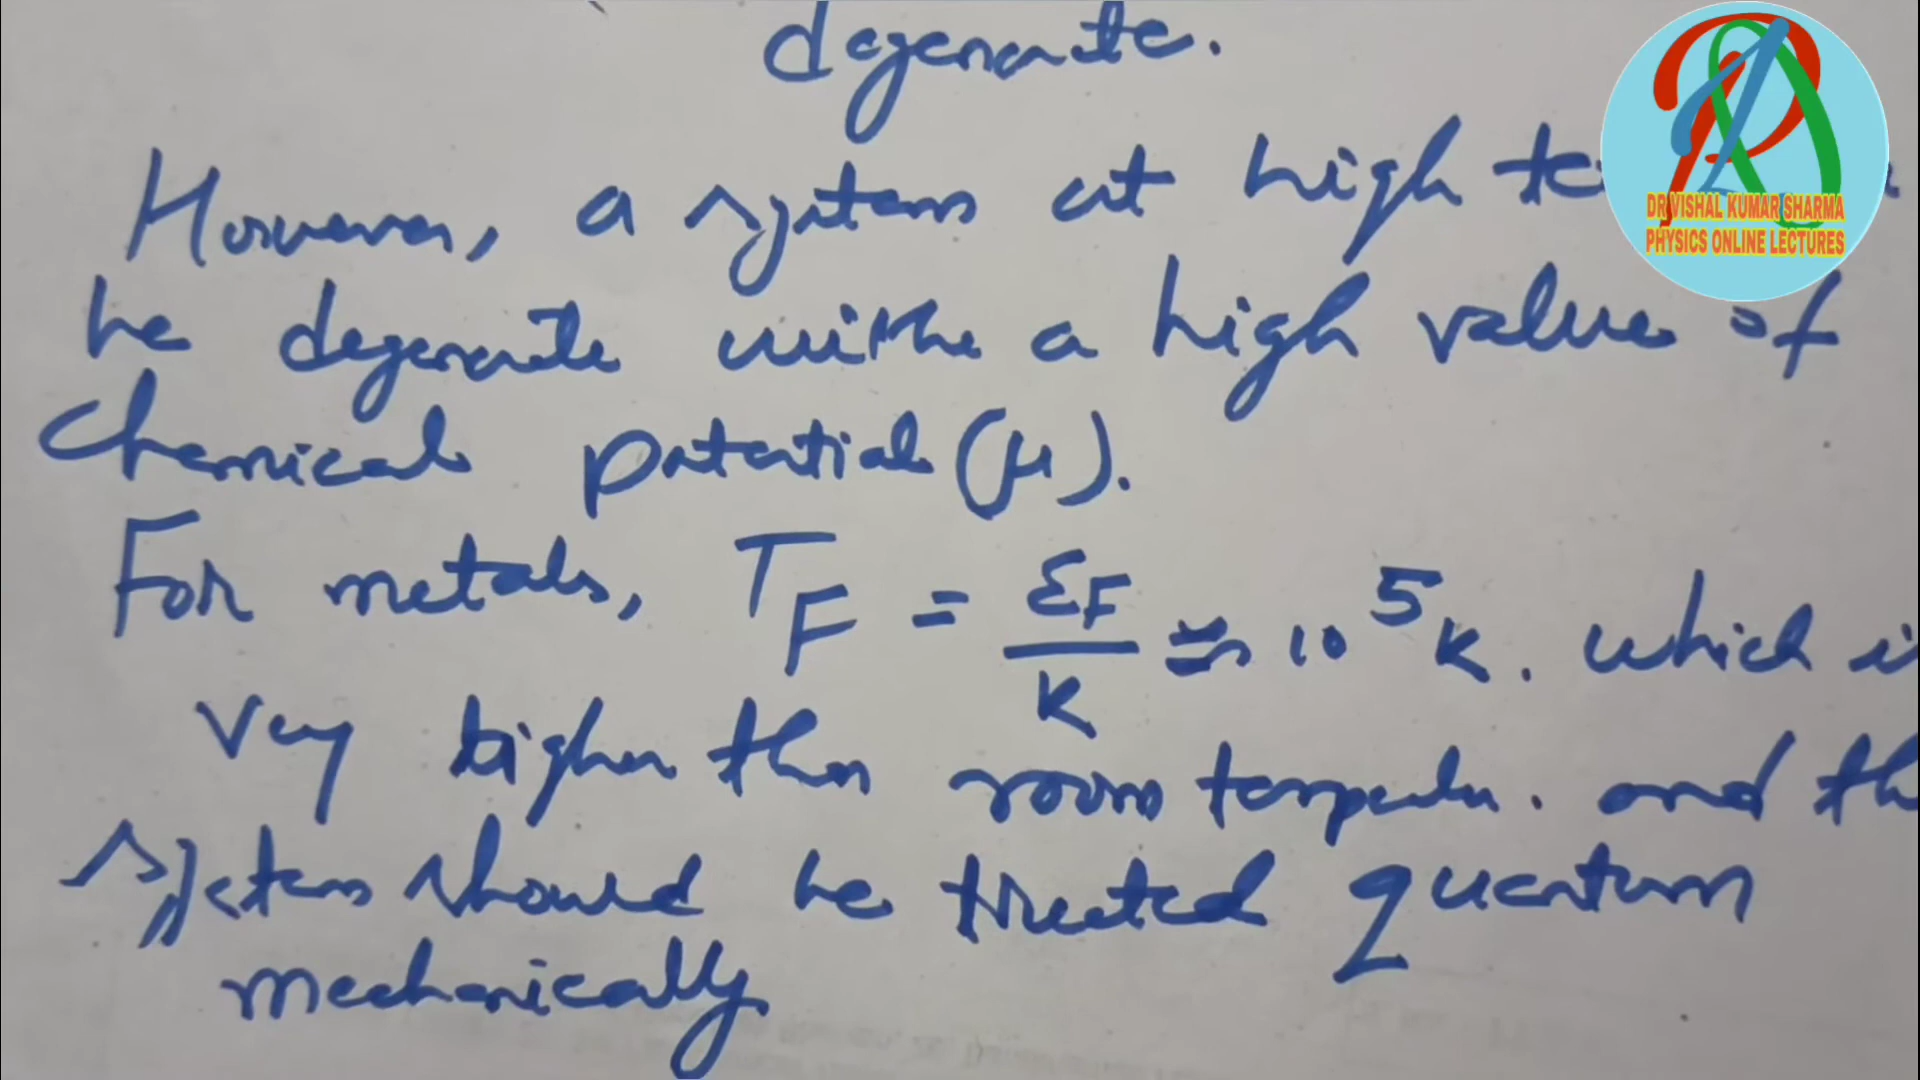 degenerate.
However, a system at high
be degenerate withe a high value of
chemical potential (μ).
For metals, T_F = ε_F/K ≈ 10^5 K. which is
very higher than room temperature. and the
system should be treated quantum
mechanically
DR VISHAL KUMAR SHARMA
PHYSICS ONLINE LECTURES